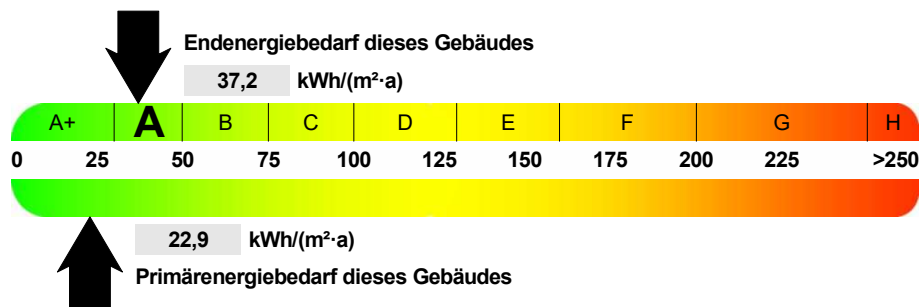 Endenergiebedarf dieses Gebäudes
37,2 kWh/(m²·a)
A+ A B C D E F G H
0 25 50 75 100 125 150 175 200 225 >250
22,9 kWh/(m²·a)
Primärenergiebedarf dieses Gebäudes